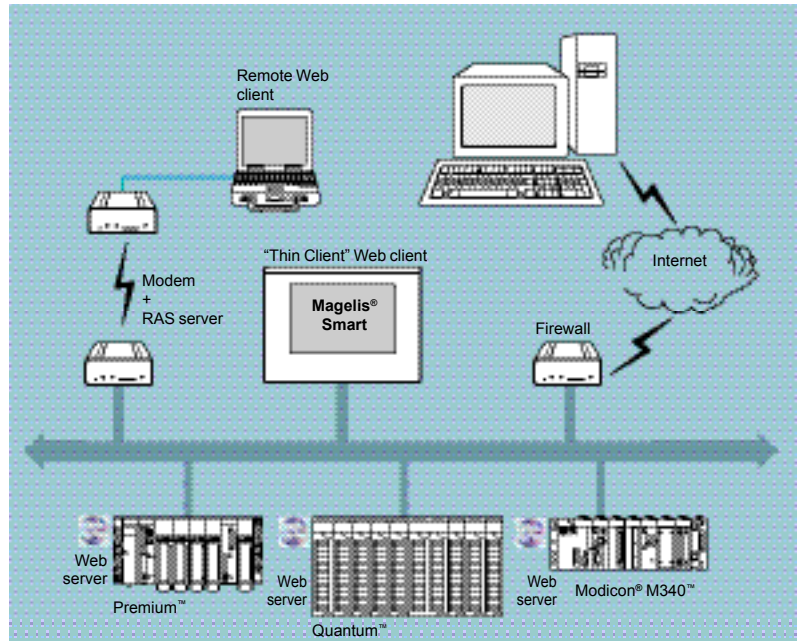 Remote Web
client
"Thin Client" Web client
Internet
Modem
+
RAS server
Magelis®
Smart
Firewall
Web
server
Premium™
Web
server
Quantum™
Web
server
Modicon® M340™